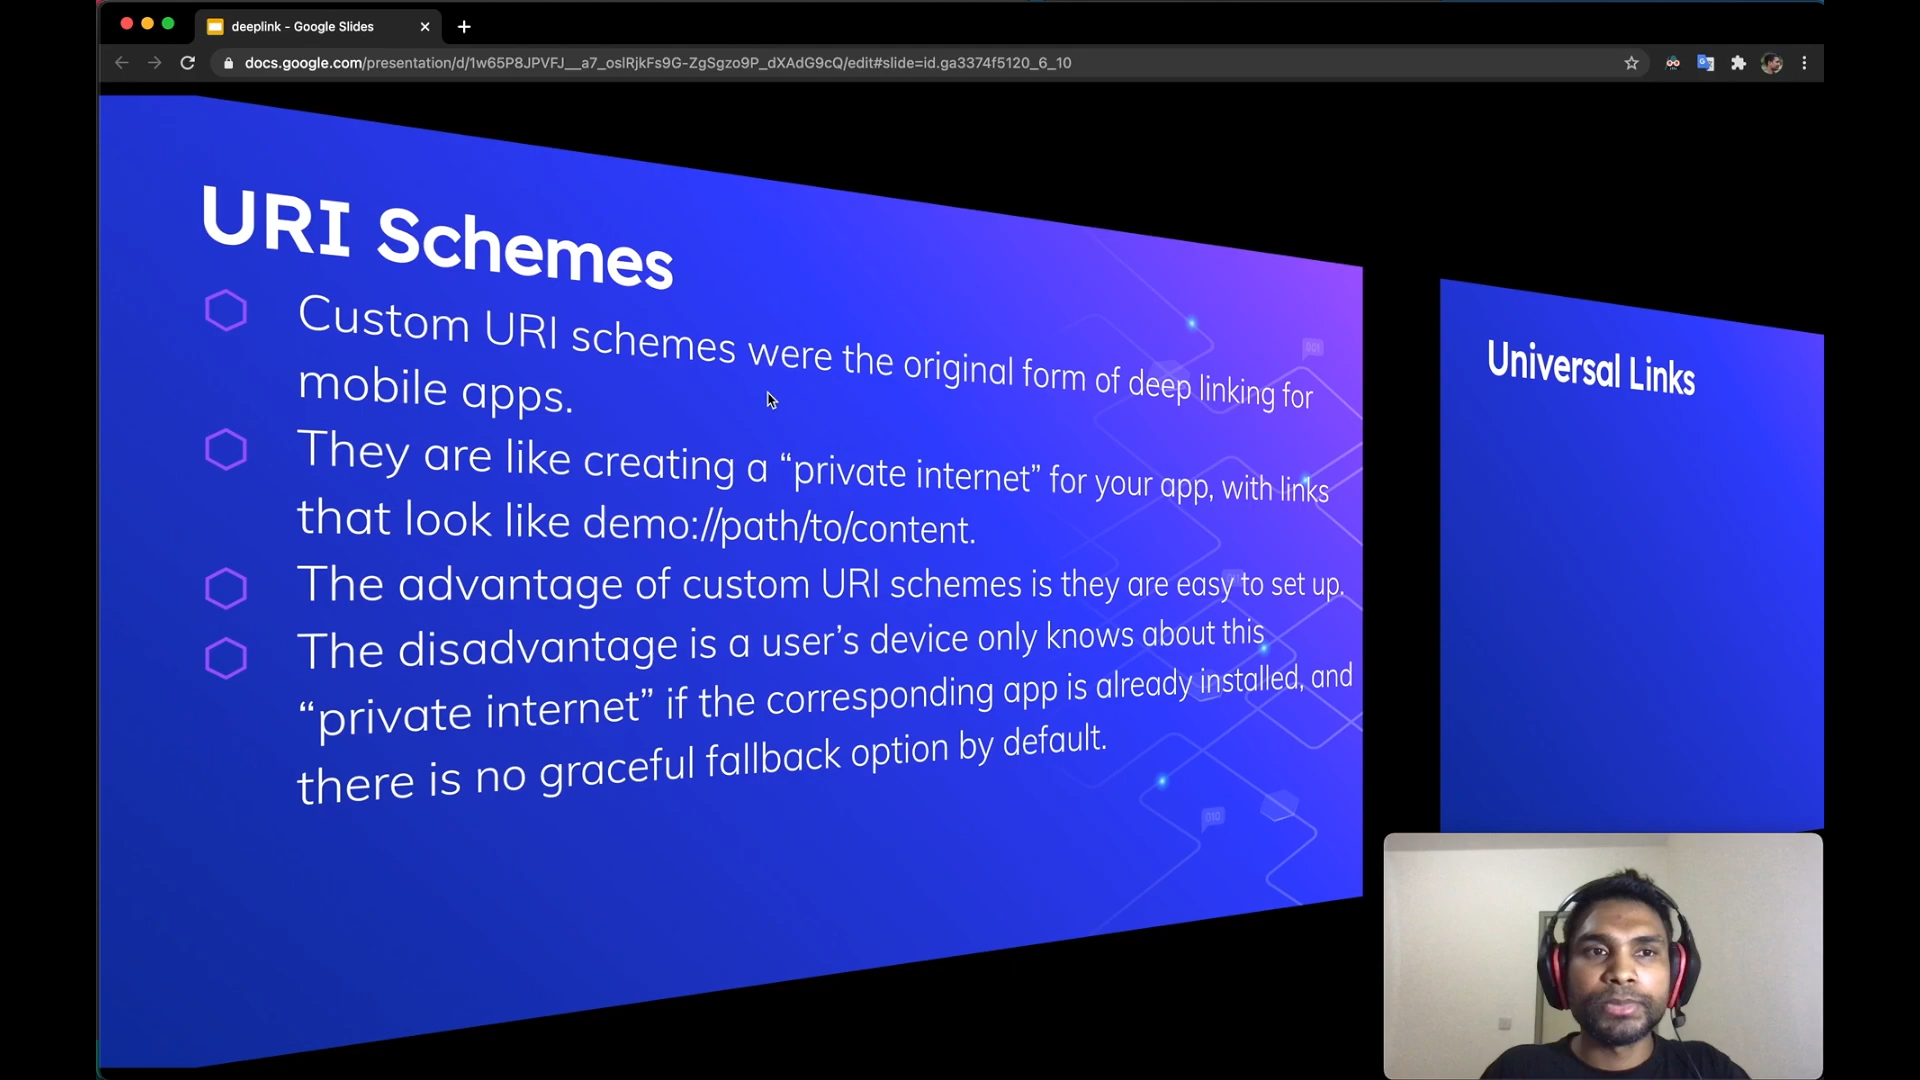 deeplink - Google Slides
docs.google.com/presentation/d/1w65P8JPVFJ__a7_oslRjkFs9G-ZgSgzo9P_dXAdG9cQ/edit#slide=id.ga3374f5120_6_10
URI Schemes
Custom URI schemes were the original form of deep linking for
mobile apps.
They are like creating a “private internet” for your app, with links
that look like demo://path/to/content.
The advantage of custom URI schemes is they are easy to set up.
The disadvantage is a user’s device only knows about this
“private internet” if the corresponding app is already installed, and
there is no graceful fallback option by default.
001
010
Universal Links